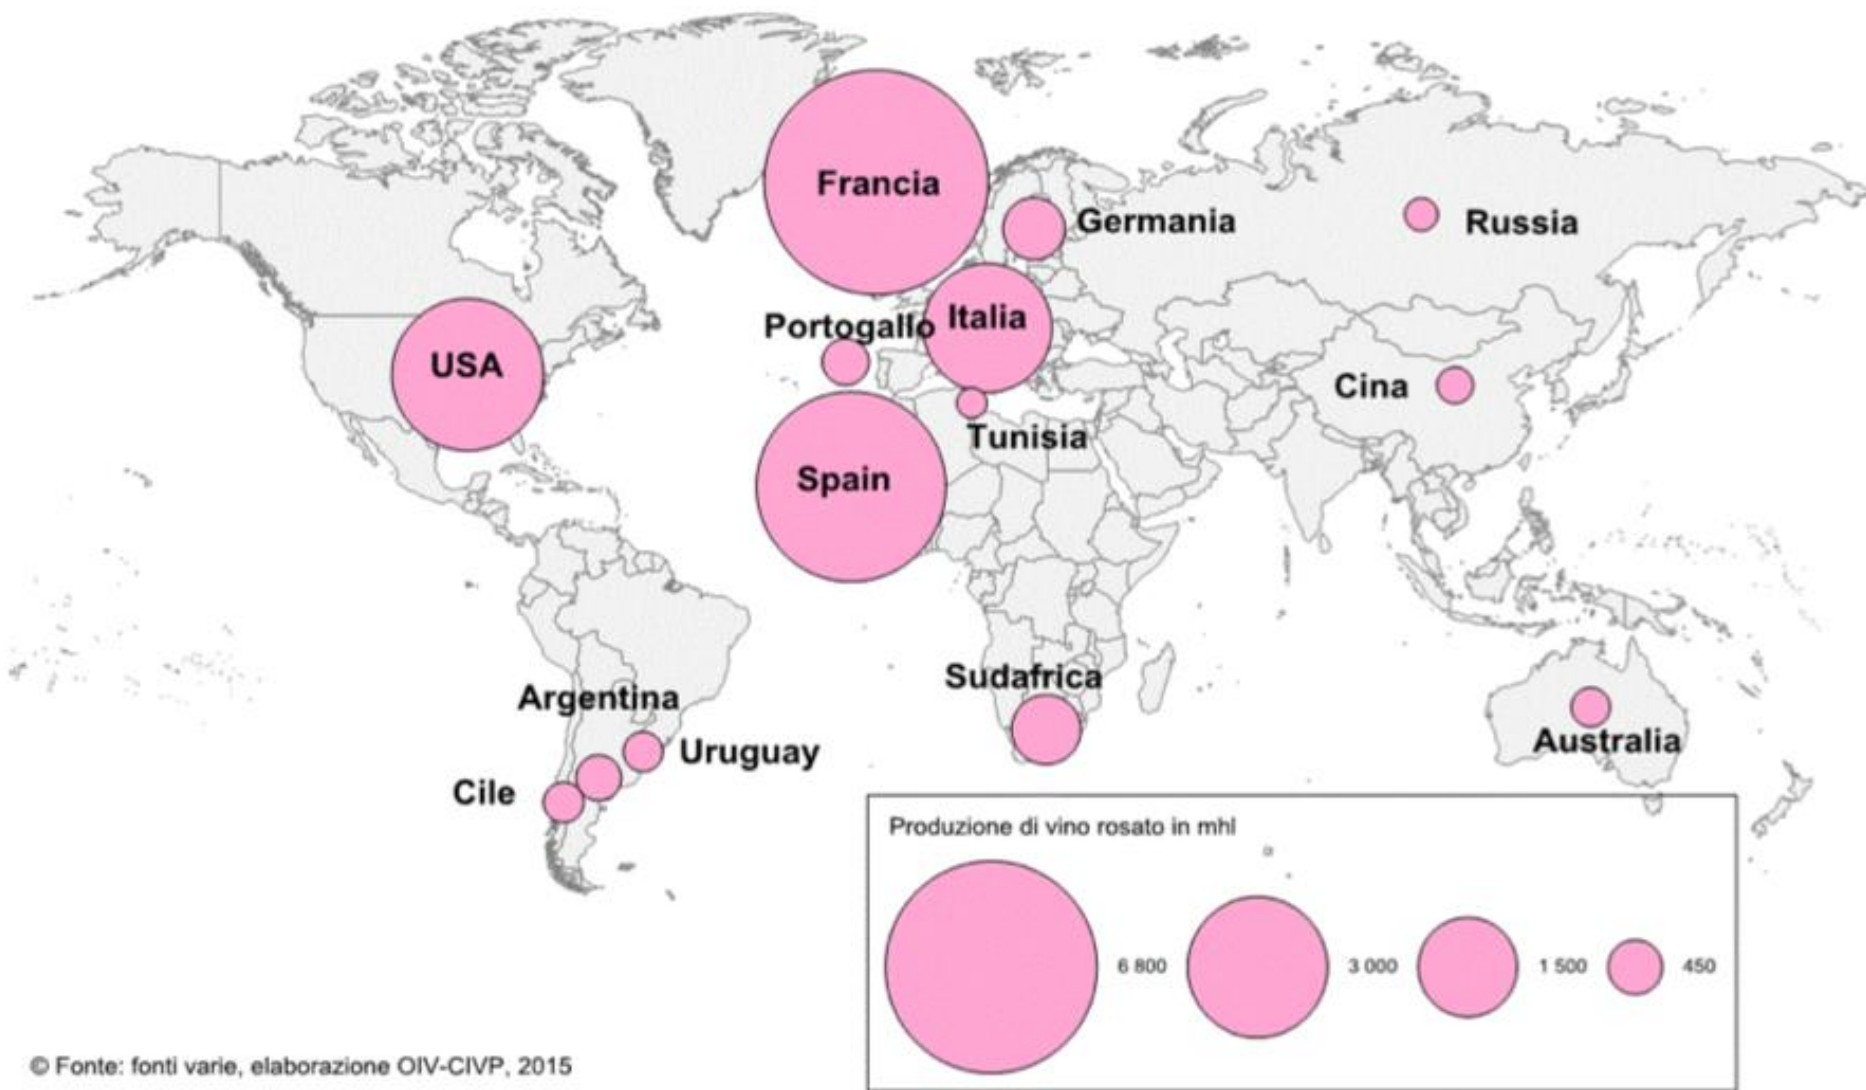 Francia
Germania
Russia
Portogallo
Italia
USA
Cina
Tunisia
Spain
Sudafrica
Argentina
Uruguay
Australia
Cile
Produzione di vino rosato in mhl
6 800
3 000
1 500
450
© Fonte: fonti varie, elaborazione OIV-CIVP, 2015